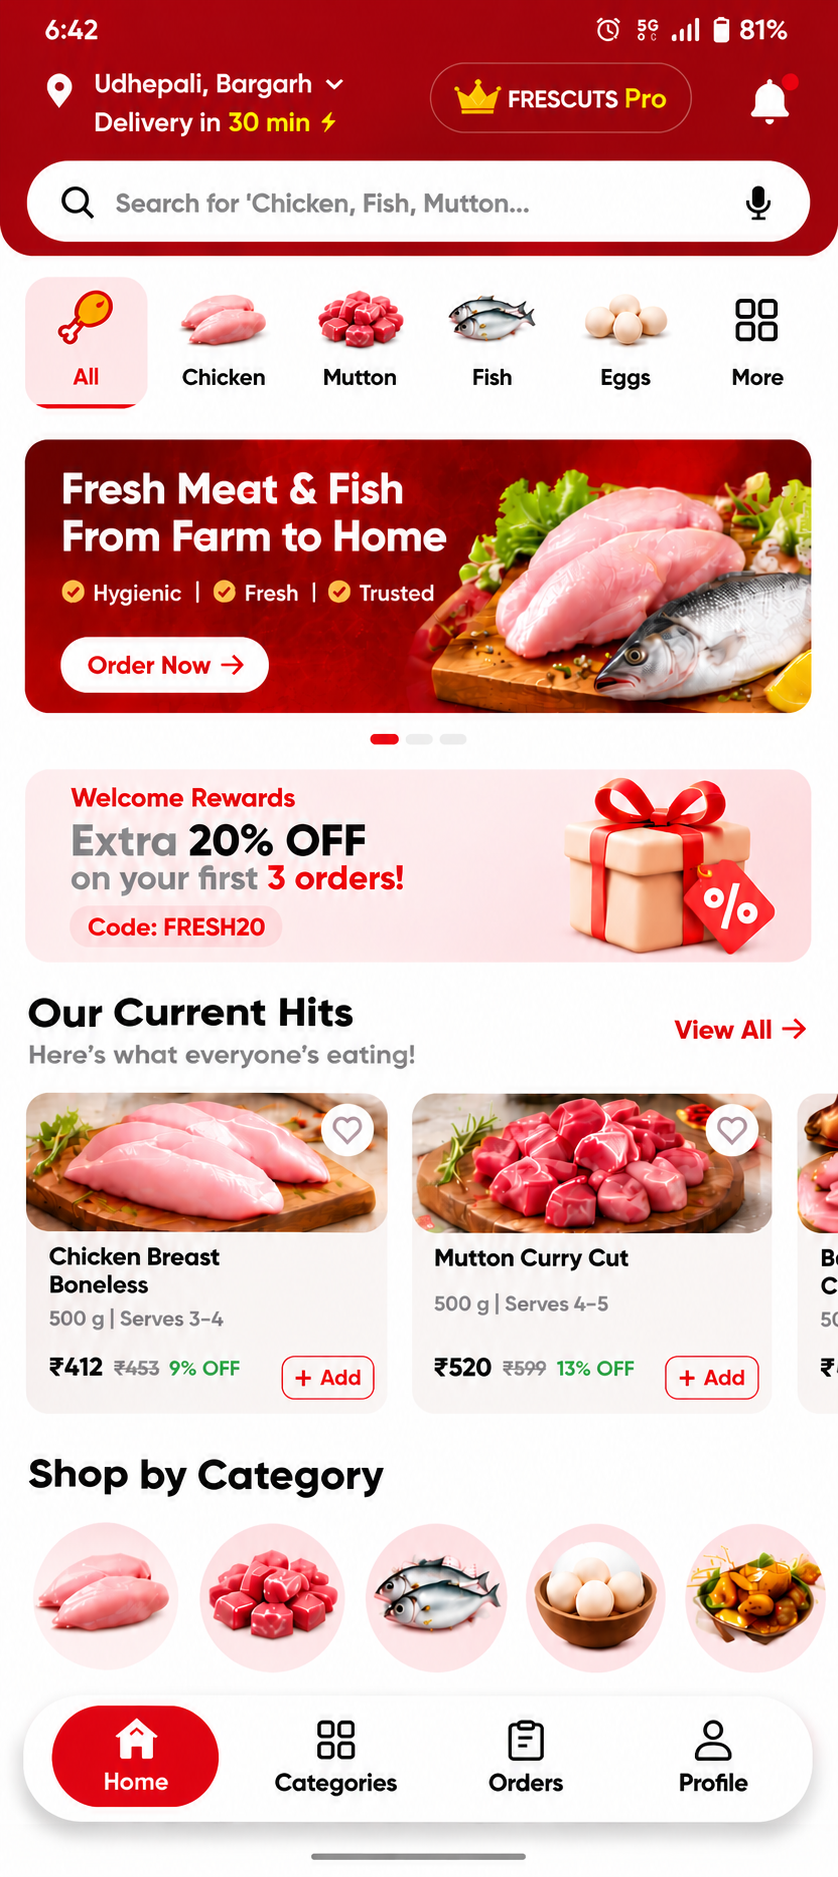 6:42
5G
81%
Udhepali, Bargarh
FRESCUTS Pro
Delivery in 30 min
Search for 'Chicken, Fish, Mutton...
All
Chicken
Mutton
Fish
Eggs
More
Fresh Meat & Fish
From Farm to Home
Hygienic | Fresh | Trusted
Order Now →
Welcome Rewards
Extra 20% OFF
on your first 3 orders!
Code: FRESH20
%
Our Current Hits
View All →
Here's what everyone's eating!
Chicken Breast
Boneless
500 g | Serves 3-4
₹412 ₹453 9% OFF
+ Add
Mutton Curry Cut
500 g | Serves 4-5
₹520 ₹599 13% OFF
+ Add
Shop by Category
Home
Categories
Orders
Profile